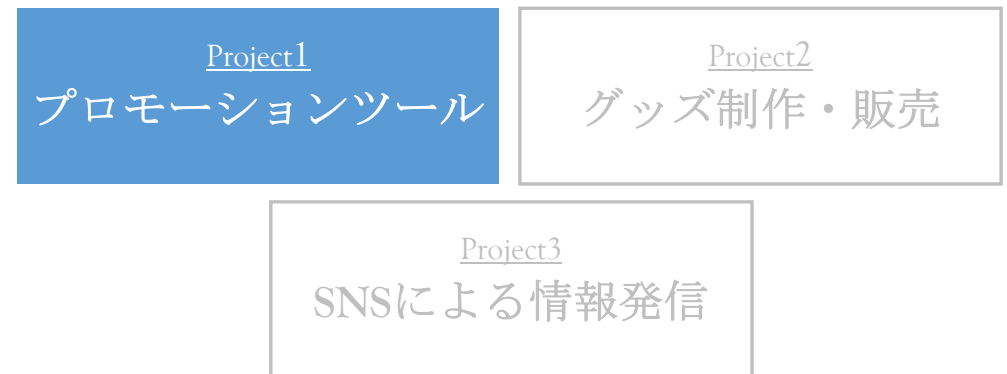 Project1
プロモーションツール
Project2
グッズ制作・販売
Project3
SNSによる情報発信